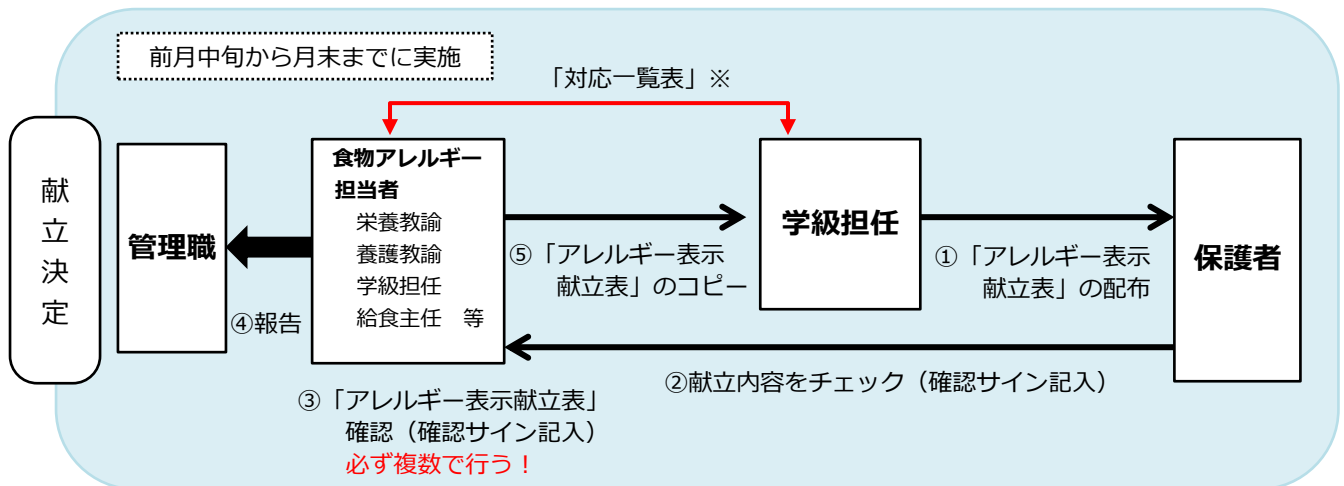 前月中旬から月末までに実施
「対応一覧表」※
献立決定
管理職
食物アレルギー
担当者
栄養教諭
養護教諭
学級担任
給食主任　等
④報告
⑤「アレルギー表示
献立表」のコピー
学級担任
①「アレルギー表示
献立表」の配布
保護者
②献立内容をチェック（確認サイン記入）
③「アレルギー表示献立表」
確認（確認サイン記入）
必ず複数で行う！